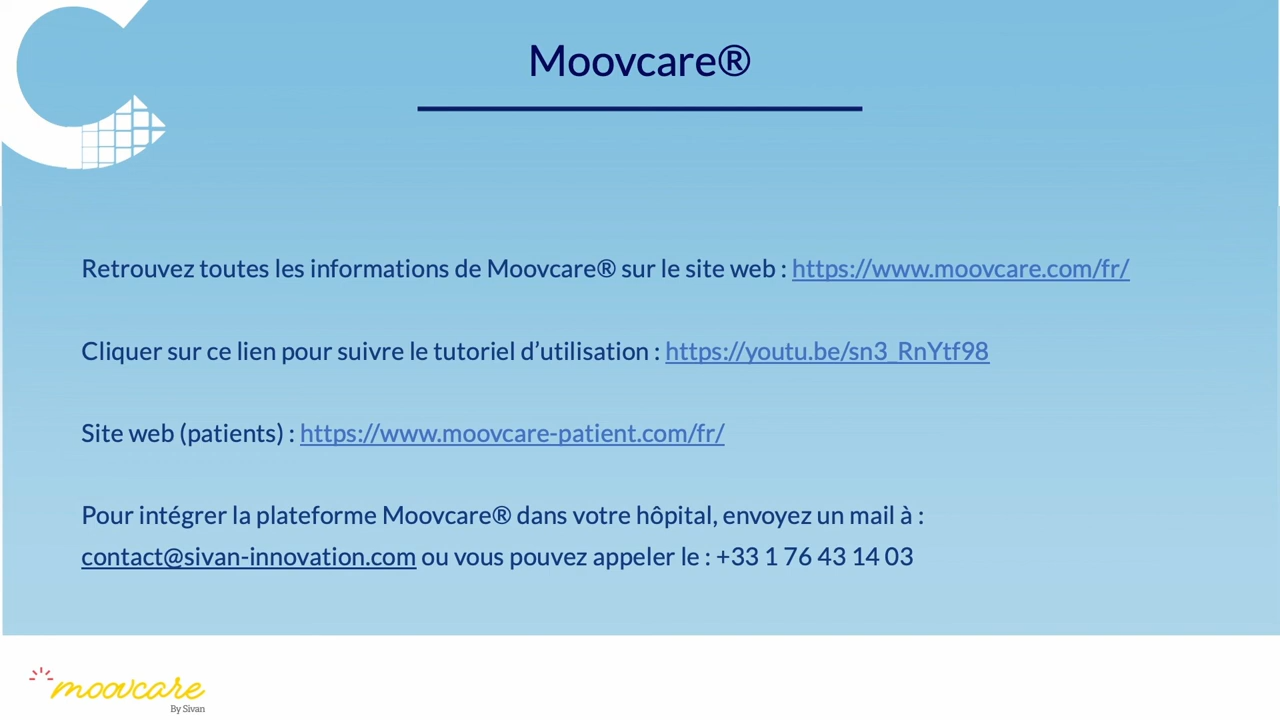 Moovcare®
Retrouvez toutes les informations de Moovcare® sur le site web : https://www.moovcare.com/fr/
Cliquer sur ce lien pour suivre le tutoriel d’utilisation : https://youtu.be/sn3_RnYtf98
Site web (patients) : https://www.moovcare-patient.com/fr/
Pour intégrer la plateforme Moovcare® dans votre hôpital, envoyez un mail à :
contact@sivan-innovation.com ou vous pouvez appeler le : +33 1 76 43 14 03
moovcare
By Sivan